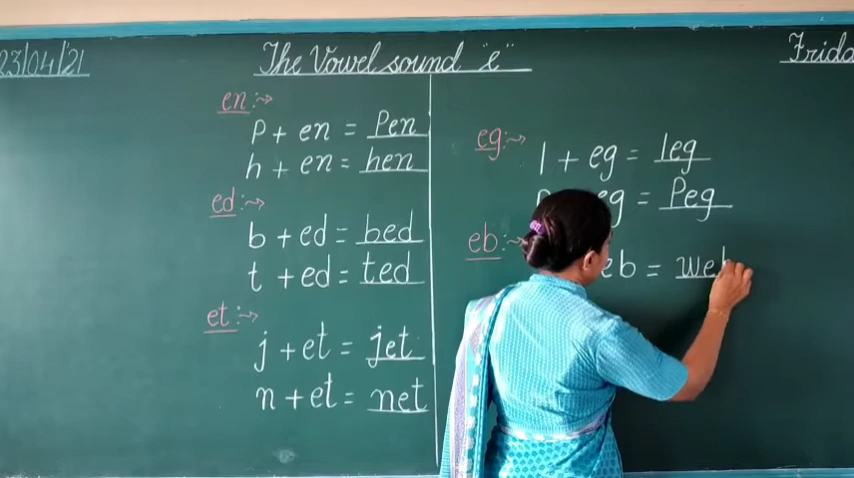 23/04/'21
The Vowel sound "e"
en:→
P + en = Pen
h + en = hen
ed:→
b + ed = bed
t + ed = ted
et:→
j + et = jet
n + et = net
eg:→
l + eg = leg
eg = Peg
eb:→
eb = web